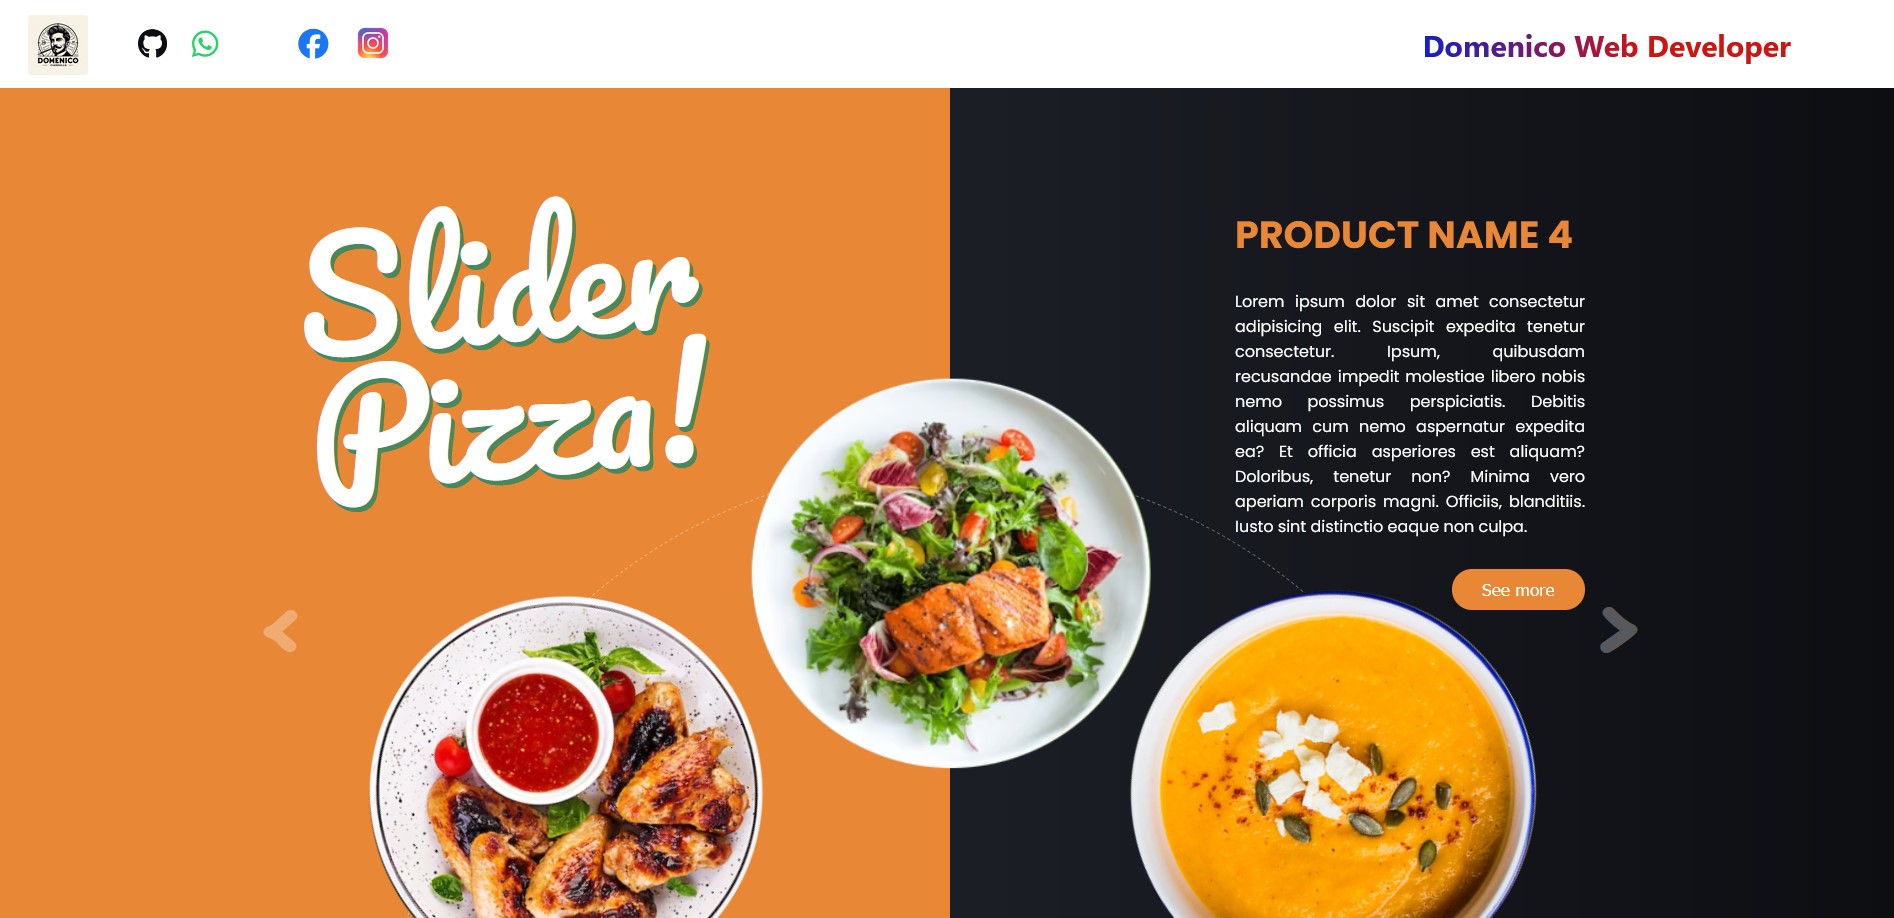 DOMENICO
Domenico Web Developer
Slider
Pizza!
PRODUCT NAME 4
Lorem ipsum dolor sit amet consectetur
adipisicing elit. Suscipit expedita tenetur
consectetur. Ipsum, quibusdam
recusandae impedit molestiae libero nobis
nemo possimus perspiciatis. Debitis
aliquam cum nemo aspernatur expedita
ea? Et officia asperiores est aliquam?
Doloribus, tenetur non? Minima vero
aperiam corporis magni. Officiis, blanditiis.
Iusto sint distinctio eaque non culpa.
See more